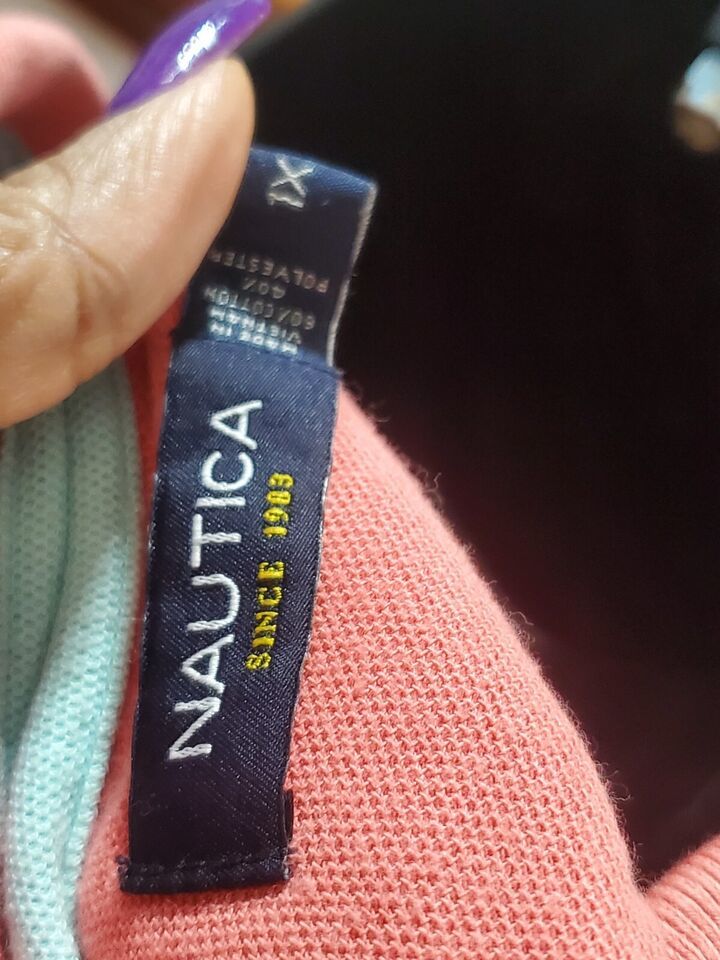 NAUTICA
SINCE 1983
MADE IN
VIETNAM
60% COTTON
40%
POLYESTER
1X